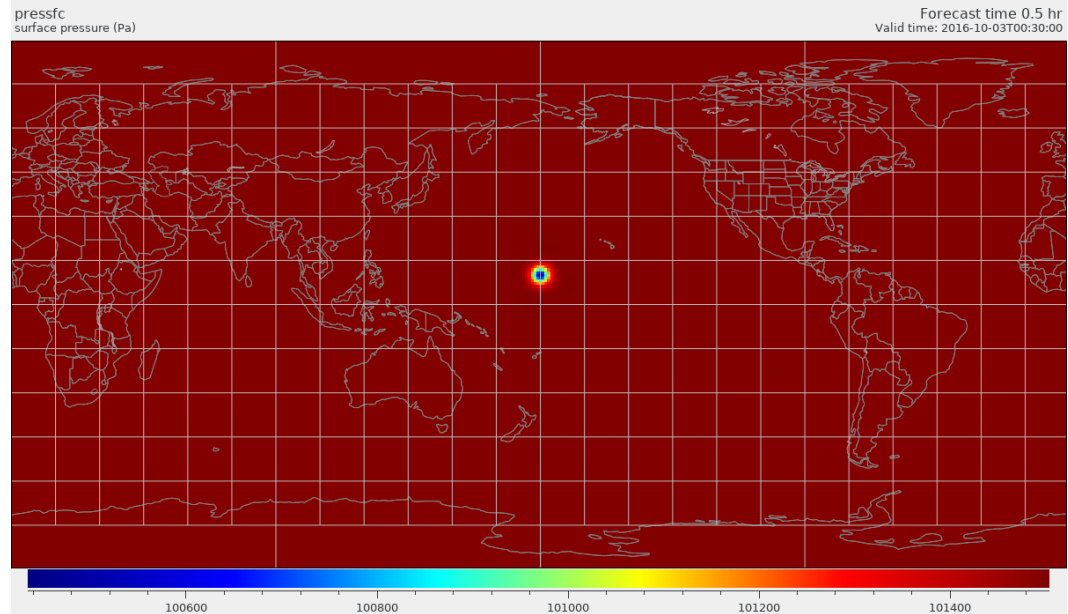 pressfc
surface pressure (Pa)
Forecast time 0.5 hr
Valid time: 2016-10-03T00:30:00
100600 100800 101000 101200 101400